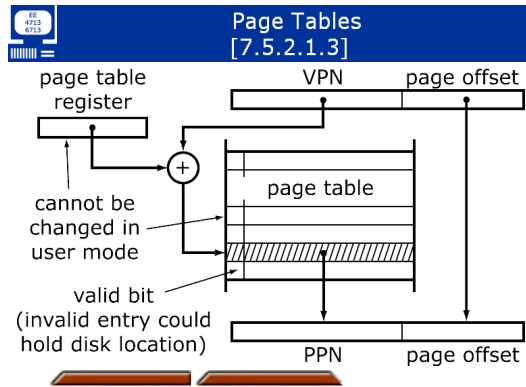 EE
4713
6713
Page Tables
[7.5.2.1.3]
page table
register
VPN
page offset
+
page table
cannot be
changed in
user mode
valid bit
(invalid entry could
hold disk location)
PPN
page offset